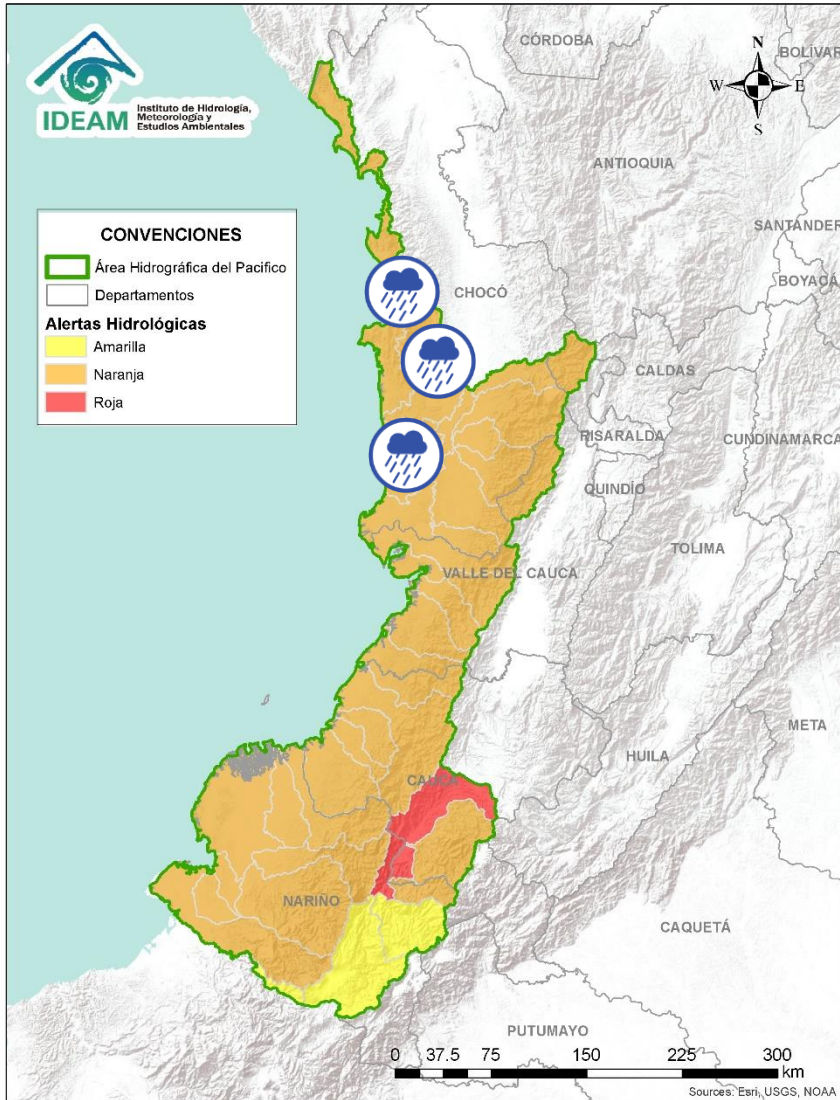 IDEAM
Instituto de Hidrología,
Meteorología y
Estudios Ambientales
N
W
E
S
CÓRDOBA
BOLÍVAR
ANTIOQUIA
SANTANDER
BOYACÁ
CONVENCIONES
Área Hidrográfica del Pacifico
Departamentos
Alertas Hidrológicas
Amarilla
Naranja
Roja
CHOCÓ
CALDAS
RISARALDA
CUNDINAMARCA
QUINDÍO
TOLIMA
VALLE DEL CAUCA
META
HUILA
CAUCA
NARIÑO
CAQUETÁ
PUTUMAYO
0 37.5 75 150 225 300
km
Sources: Esri, USGS, NOAA